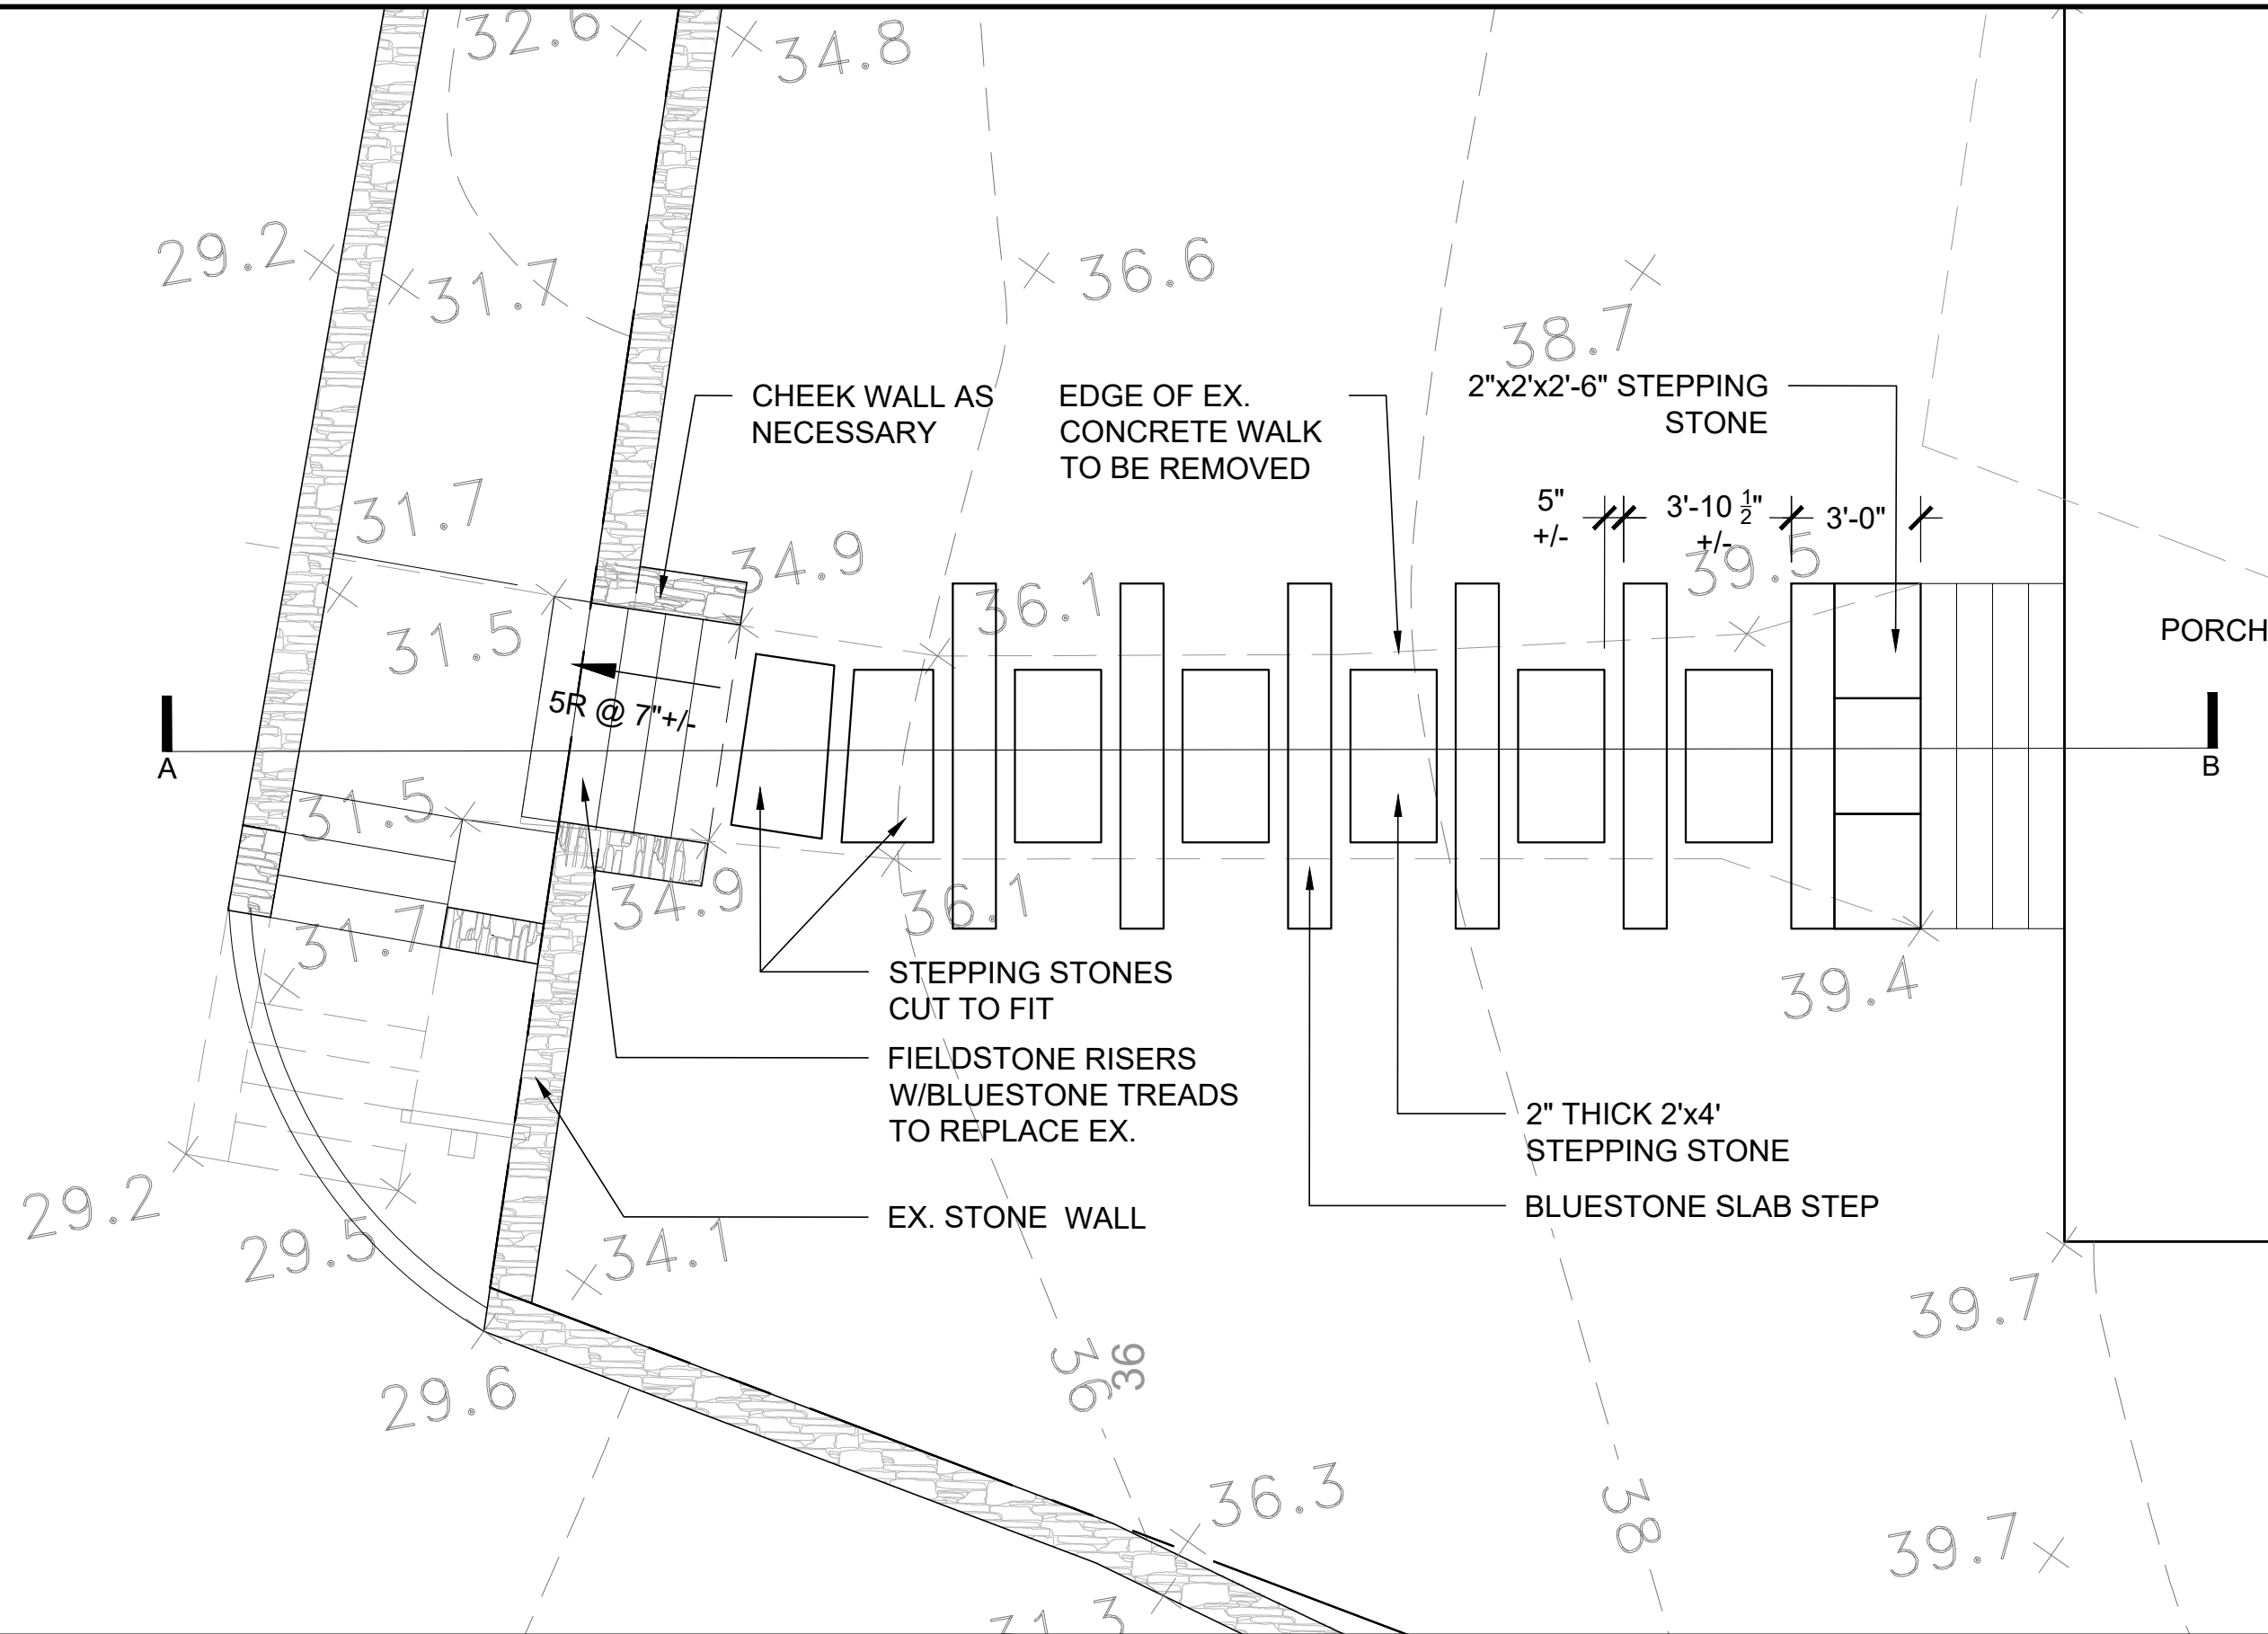 32.6
34.8
29.2
31.7
36.6
38.7
CHEEK WALL AS
NECESSARY
EDGE OF EX.
CONCRETE WALK
TO BE REMOVED
2"x2'x2'-6" STEPPING
STONE
5"
+/-
3'-10 1/2"
+/-
3'-0"
31.7
34.9
39.5
31.5
36.1
PORCH
5R @ 7"+/-
A
B
31.5
34.9
36.1
31.7
39.4
STEPPING STONES
CUT TO FIT
FIELDSTONE RISERS
W/BLUESTONE TREADS
TO REPLACE EX.
2" THICK 2'x4'
STEPPING STONE
BLUESTONE SLAB STEP
EX. STONE WALL
29.2
29.5
34.1
39.7
29.6
36
36
36.3
38
39.7
31.3